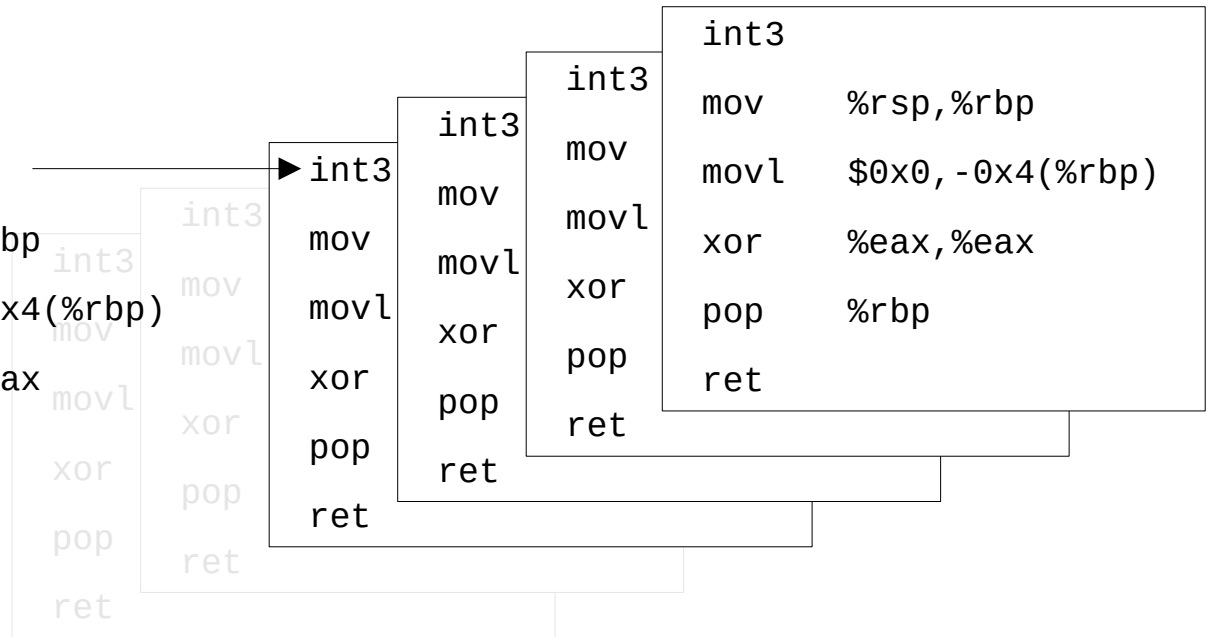 int3
mov %rsp,%rbp
movl $0x0,-0x4(%rbp)
xor %eax,%eax
pop %rbp
ret
int3
mov
movl
xor
pop
ret
int3
mov
movl
xor
pop
ret
int3
mov
movl
xor
pop
ret
int3
mov
movl
xor
pop
ret
int3
mov
movl
xor
pop
ret
bp
x4(%rbp)
ax